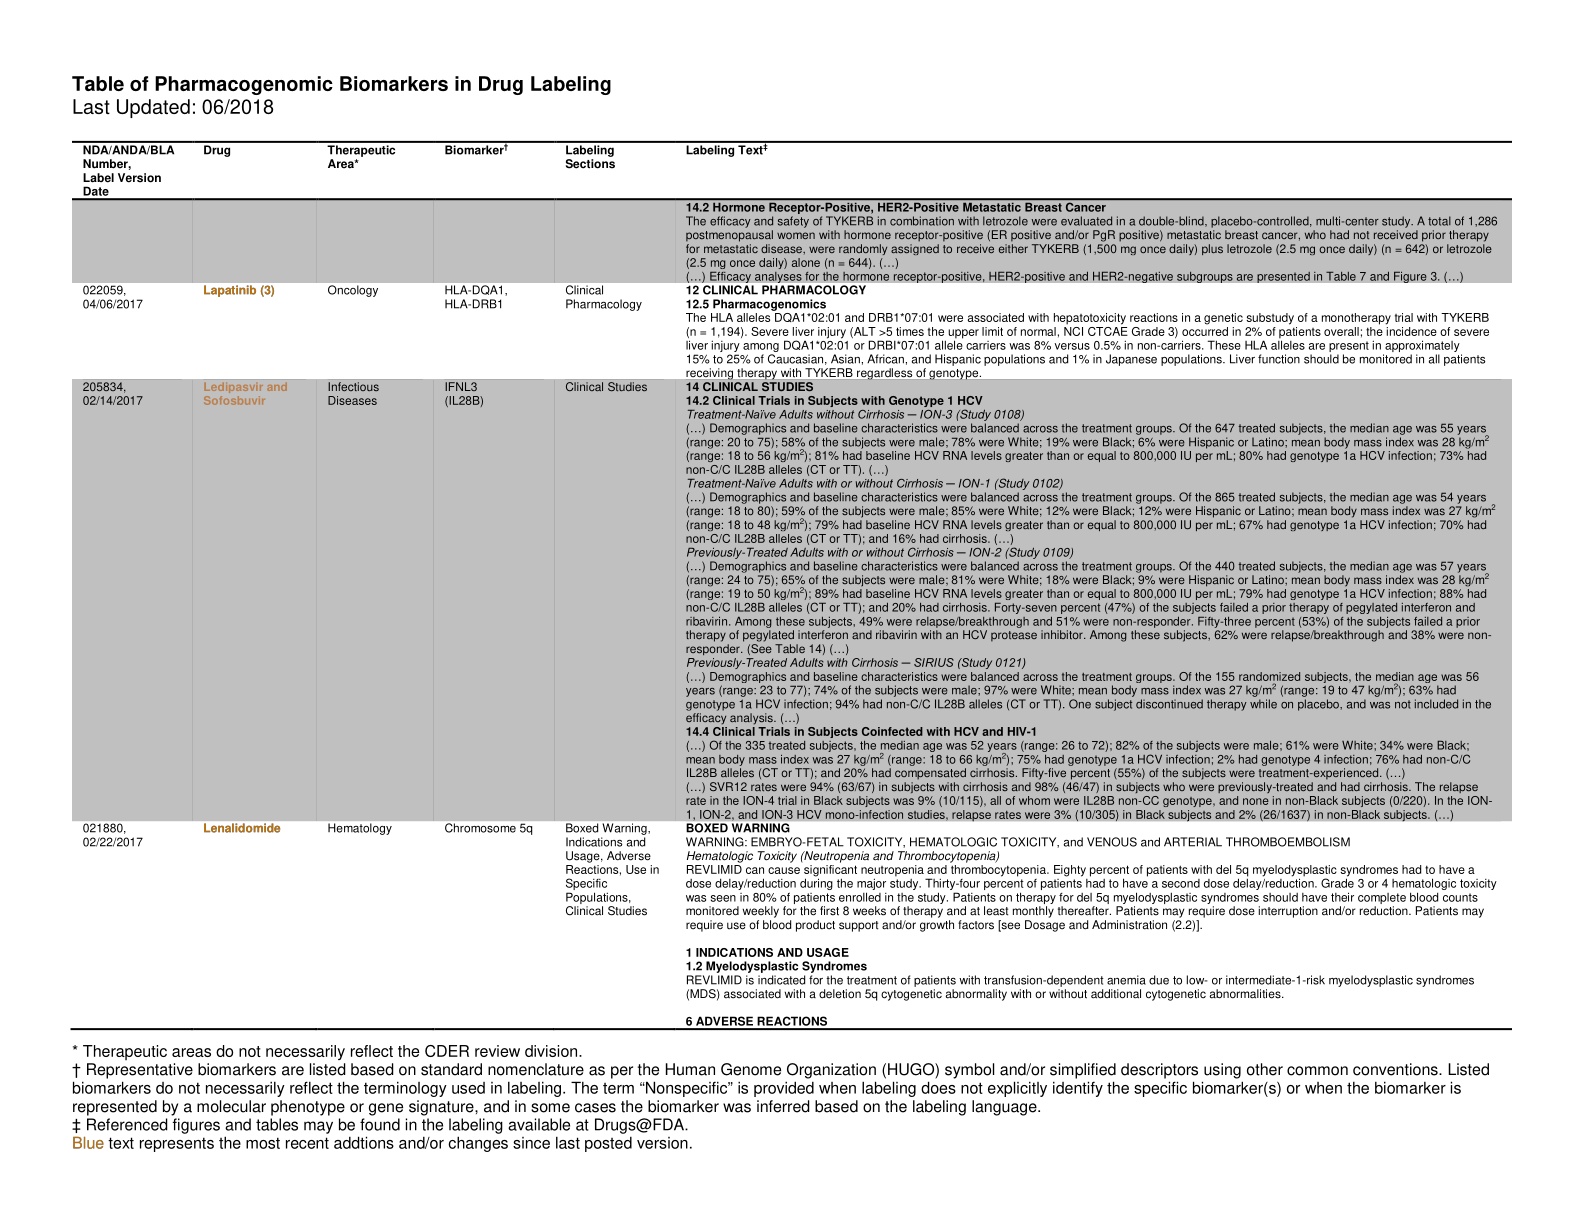 Table of Pharmacogenomic Biomarkers in Drug Labeling
Last Updated: 06/2018
NDA/ANDA/BLA Number, Label Version Date
Drug
Therapeutic Area*
Biomarker†
Labeling Sections
Labeling Text‡
14.2 Hormone Receptor-Positive, HER2-Positive Metastatic Breast Cancer
The efficacy and safety of TYKERB in combination with letrozole were evaluated in a double-blind, placebo-controlled, multi-center study. A total of 1,286
postmenopausal women with hormone receptor-positive (ER positive and/or PgR positive) metastatic breast cancer, who had not received prior therapy
for metastatic disease, were randomly assigned to receive either TYKERB (1,500 mg once daily) plus letrozole (2.5 mg once daily) (n = 642) or letrozole
(2.5 mg once daily) alone (n = 644). (…)
(…) Efficacy analyses for the hormone receptor-positive, HER2-positive and HER2-negative subgroups are presented in Table 7 and Figure 3. (…)
022059,
04/06/2017
Lapatinib (3)
Oncology
HLA-DQA1,
HLA-DRB1
Clinical
Pharmacology
12 CLINICAL PHARMACOLOGY
12.5 Pharmacogenomics
The HLA alleles DQA1*02:01 and DRB1*07:01 were associated with hepatotoxicity reactions in a genetic substudy of a monotherapy trial with TYKERB
(n = 1,194). Severe liver injury (ALT >5 times the upper limit of normal, NCI CTCAE Grade 3) occurred in 2% of patients overall; the incidence of severe
liver injury among DQA1*02:01 or DRBI*07:01 allele carriers was 8% versus 0.5% in non-carriers. These HLA alleles are present in approximately
15% to 25% of Caucasian, Asian, African, and Hispanic populations and 1% in Japanese populations. Liver function should be monitored in all patients
receiving therapy with TYKERB regardless of genotype.
205834,
02/14/2017
Ledipasvir and
Sofosbuvir
Infectious
Diseases
IFNL3
(IL28B)
Clinical Studies
14 CLINICAL STUDIES
14.2 Clinical Trials in Subjects with Genotype 1 HCV
Treatment-Naïve Adults without Cirrhosis ─ ION-3 (Study 0108)
(…) Demographics and baseline characteristics were balanced across the treatment groups. Of the 647 treated subjects, the median age was 55 years
(range: 20 to 75); 58% of the subjects were male; 78% were White; 19% were Black; 6% were Hispanic or Latino; mean body mass index was 28 kg/m²
(range: 18 to 56 kg/m²); 81% had baseline HCV RNA levels greater than or equal to 800,000 IU per mL; 80% had genotype 1a HCV infection; 73% had
non-C/C IL28B alleles (CT or TT). (…)
Treatment-Naïve Adults with or without Cirrhosis ─ ION-1 (Study 0102)
(…) Demographics and baseline characteristics were balanced across the treatment groups. Of the 865 treated subjects, the median age was 54 years
(range: 18 to 80); 59% of the subjects were male; 85% were White; 12% were Black; 12% were Hispanic or Latino; mean body mass index was 27 kg/m²
(range: 18 to 48 kg/m²); 79% had baseline HCV RNA levels greater than or equal to 800,000 IU per mL; 67% had genotype 1a HCV infection; 70% had
non-C/C IL28B alleles (CT or TT); and 16% had cirrhosis. (…)
Previously-Treated Adults with or without Cirrhosis ─ ION-2 (Study 0109)
(…) Demographics and baseline characteristics were balanced across the treatment groups. Of the 440 treated subjects, the median age was 57 years
(range: 24 to 75); 65% of the subjects were male; 81% were White; 18% were Black; 9% were Hispanic or Latino; mean body mass index was 28 kg/m²
(range: 19 to 50 kg/m²); 89% had baseline HCV RNA levels greater than or equal to 800,000 IU per mL; 79% had genotype 1a HCV infection; 88% had
non-C/C IL28B alleles (CT or TT); and 20% had cirrhosis. Forty-seven percent (47%) of the subjects failed a prior therapy of pegylated interferon and
ribavirin. Among these subjects, 49% were relapse/breakthrough and 51% were non-responder. Fifty-three percent (53%) of the subjects failed a prior
therapy of pegylated interferon and ribavirin with an HCV protease inhibitor. Among these subjects, 62% were relapse/breakthrough and 38% were non-
responder. (See Table 14) (…)
Previously-Treated Adults with Cirrhosis ─ SIRIUS (Study 0121)
(…) Demographics and baseline characteristics were balanced across the treatment groups. Of the 155 randomized subjects, the median age was 56
years (range: 23 to 77); 74% of the subjects were male; 97% were White; mean body mass index was 27 kg/m² (range: 19 to 47 kg/m²); 63% had
genotype 1a HCV infection; 94% had non-C/C IL28B alleles (CT or TT). One subject discontinued therapy while on placebo, and was not included in the
efficacy analysis. (…)
14.4 Clinical Trials in Subjects Coinfected with HCV and HIV-1
(…) Of the 335 treated subjects, the median age was 52 years (range: 26 to 72); 82% of the subjects were male; 61% were White; 34% were Black;
mean body mass index was 27 kg/m² (range: 18 to 66 kg/m²); 75% had genotype 1a HCV infection; 2% had genotype 4 infection; 76% had non-C/C
IL28B alleles (CT or TT); and 20% had compensated cirrhosis. Fifty-five percent (55%) of the subjects were treatment-experienced. (…)
(…) SVR12 rates were 94% (63/67) in subjects with cirrhosis and 98% (46/47) in subjects who were previously-treated and had cirrhosis. The relapse
rate in the ION-4 trial in Black subjects was 9% (10/115), all of whom were IL28B non-CC genotype, and none in non-Black subjects (0/220). In the ION-
1, ION-2, and ION-3 HCV mono-infection studies, relapse rates were 3% (10/305) in Black subjects and 2% (26/1637) in non-Black subjects. (…)
021880,
02/22/2017
Lenalidomide
Hematology
Chromosome 5q
Boxed Warning,
Indications and
Usage, Adverse
Reactions, Use in
Specific
Populations,
Clinical Studies
BOXED WARNING
WARNING: EMBRYO-FETAL TOXICITY, HEMATOLOGIC TOXICITY, and VENOUS and ARTERIAL THROMBOEMBOLISM
Hematologic Toxicity (Neutropenia and Thrombocytopenia)
REVLIMID can cause significant neutropenia and thrombocytopenia. Eighty percent of patients with del 5q myelodysplastic syndromes had to have a
dose delay/reduction during the major study. Thirty-four percent of patients had to have a second dose delay/reduction. Grade 3 or 4 hematologic toxicity
was seen in 80% of patients enrolled in the study. Patients on therapy for del 5q myelodysplastic syndromes should have their complete blood counts
monitored weekly for the first 8 weeks of therapy and at least monthly thereafter. Patients may require dose interruption and/or reduction. Patients may
require use of blood product support and/or growth factors [see Dosage and Administration (2.2)].
1 INDICATIONS AND USAGE
1.2 Myelodysplastic Syndromes
REVLIMID is indicated for the treatment of patients with transfusion-dependent anemia due to low- or intermediate-1-risk myelodysplastic syndromes
(MDS) associated with a deletion 5q cytogenetic abnormality with or without additional cytogenetic abnormalities.
6 ADVERSE REACTIONS
* Therapeutic areas do not necessarily reflect the CDER review division.
† Representative biomarkers are listed based on standard nomenclature as per the Human Genome Organization (HUGO) symbol and/or simplified descriptors using other common conventions. Listed
biomarkers do not necessarily reflect the terminology used in labeling. The term “Nonspecific” is provided when labeling does not explicitly identify the specific biomarker(s) or when the biomarker is
represented by a molecular phenotype or gene signature, and in some cases the biomarker was inferred based on the labeling language.
‡ Referenced figures and tables may be found in the labeling available at Drugs@FDA.
Blue text represents the most recent addtions and/or changes since last posted version.